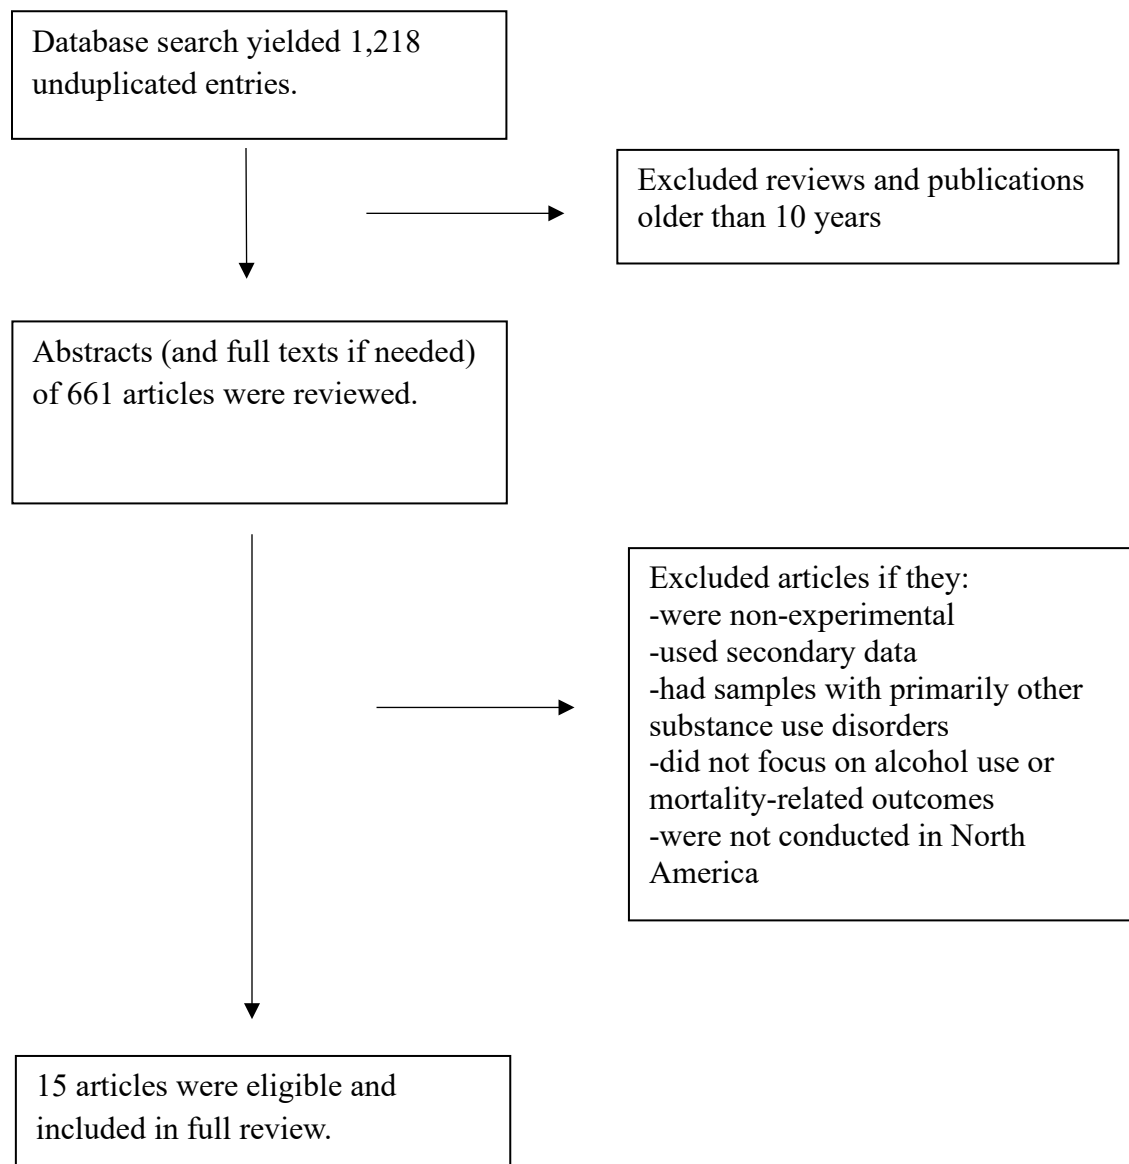 Database search yielded 1,218
unduplicated entries.
Excluded reviews and publications
older than 10 years
Abstracts (and full texts if needed)
of 661 articles were reviewed.
Excluded articles if they:
-were non-experimental
-used secondary data
-had samples with primarily other
substance use disorders
-did not focus on alcohol use or
mortality-related outcomes
-were not conducted in North
America
15 articles were eligible and
included in full review.